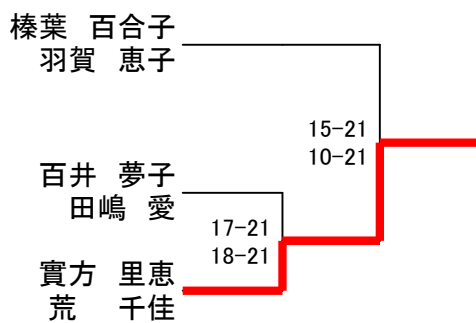 榛葉 百合子
羽賀 恵子
15-21
10-21
百井 夢子
田嶋 愛
17-21
18-21
實方 里恵
荒 千佳